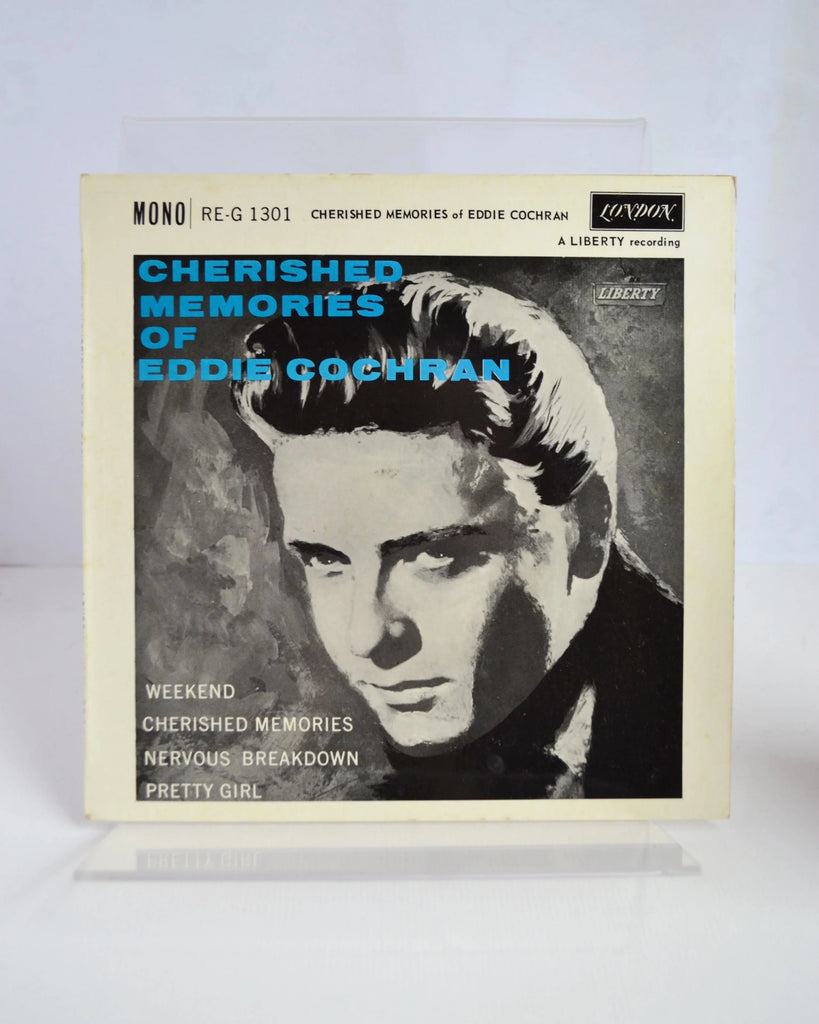 MONO RE-G 1301 CHERISHED MEMORIES of EDDIE COCHRAN LONDON
A LIBERTY recording
CHERISHED
LIBERTY
MEMORIES
OF
EDDIE COCHRAN
WEEKEND
CHERISHED MEMORIES
NERVOUS BREAKDOWN
PRETTY GIRL